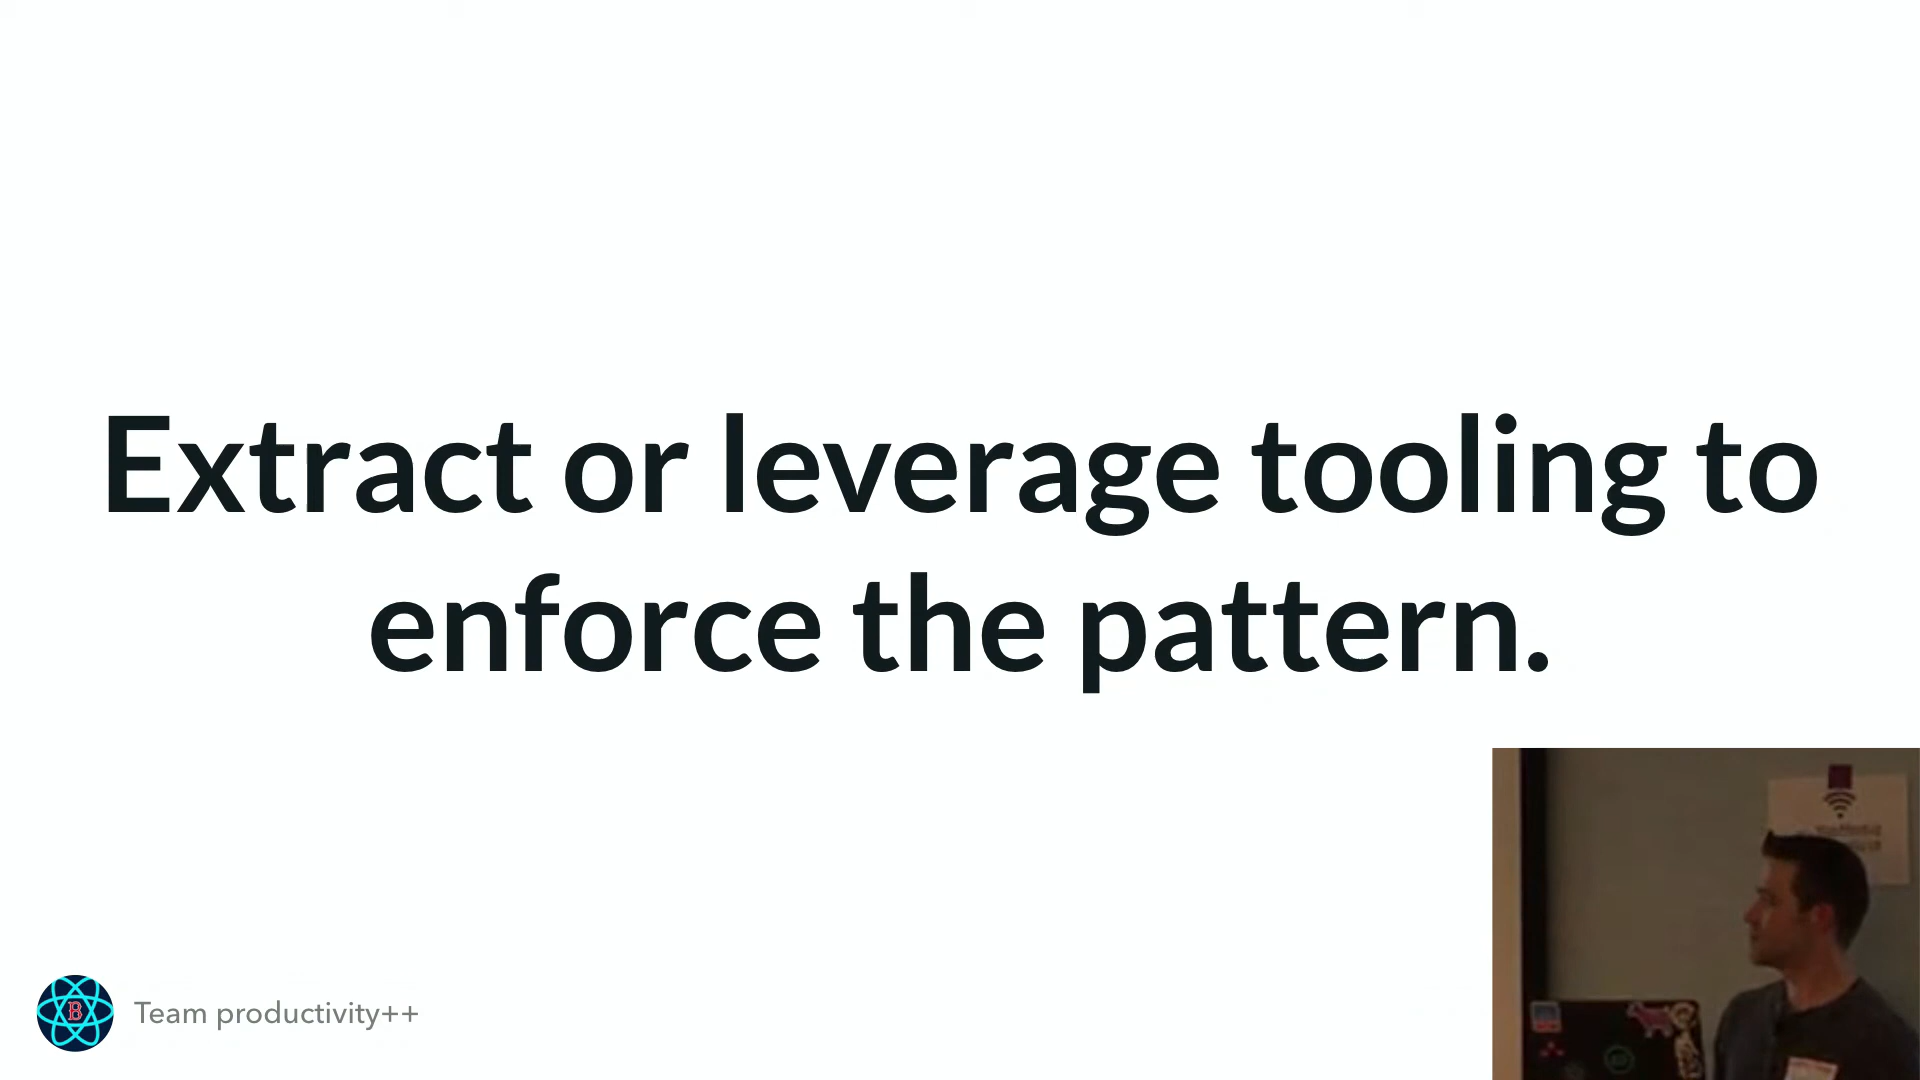 Extract or leverage tooling to
enforce the pattern.
B
Team productivity++